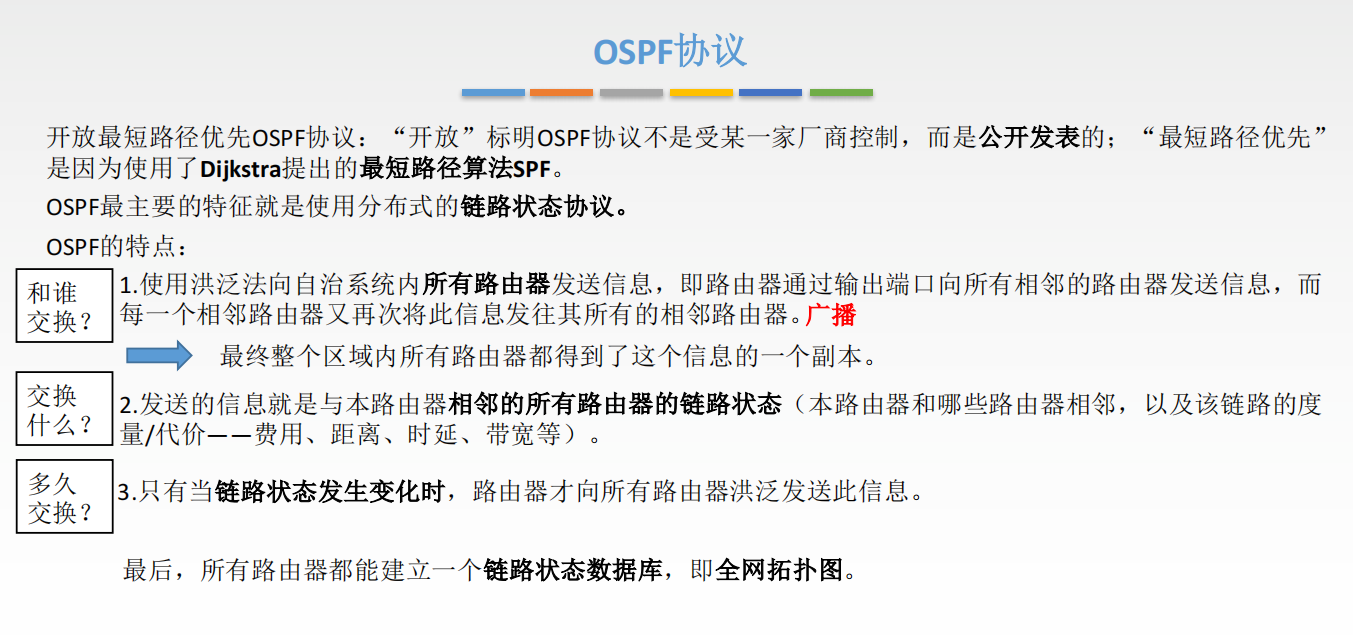 OSPF协议
开放最短路径优先OSPF协议：“开放”标明OSPF协议不是受某一家厂商控制，而是公开发表的；“最短路径优先”
是因为使用了Dijkstra提出的最短路径算法SPF。
OSPF最主要的特征就是使用分布式的链路状态协议。
OSPF的特点：
和谁
交换？
1.使用洪泛法向自治系统内所有路由器发送信息，即路由器通过输出端口向所有相邻的路由器发送信息，而
每一个相邻路由器又再次将此信息发往其所有的相邻路由器。广播
最终整个区域内所有路由器都得到了这个信息的一个副本。
交换
什么？
2.发送的信息就是与本路由器相邻的所有路由器的链路状态（本路由器和哪些路由器相邻，以及该链路的度
量/代价——费用、距离、时延、带宽等）。
多久
交换？
3.只有当链路状态发生变化时，路由器才向所有路由器洪泛发送此信息。
最后，所有路由器都能建立一个链路状态数据库，即全网拓扑图。